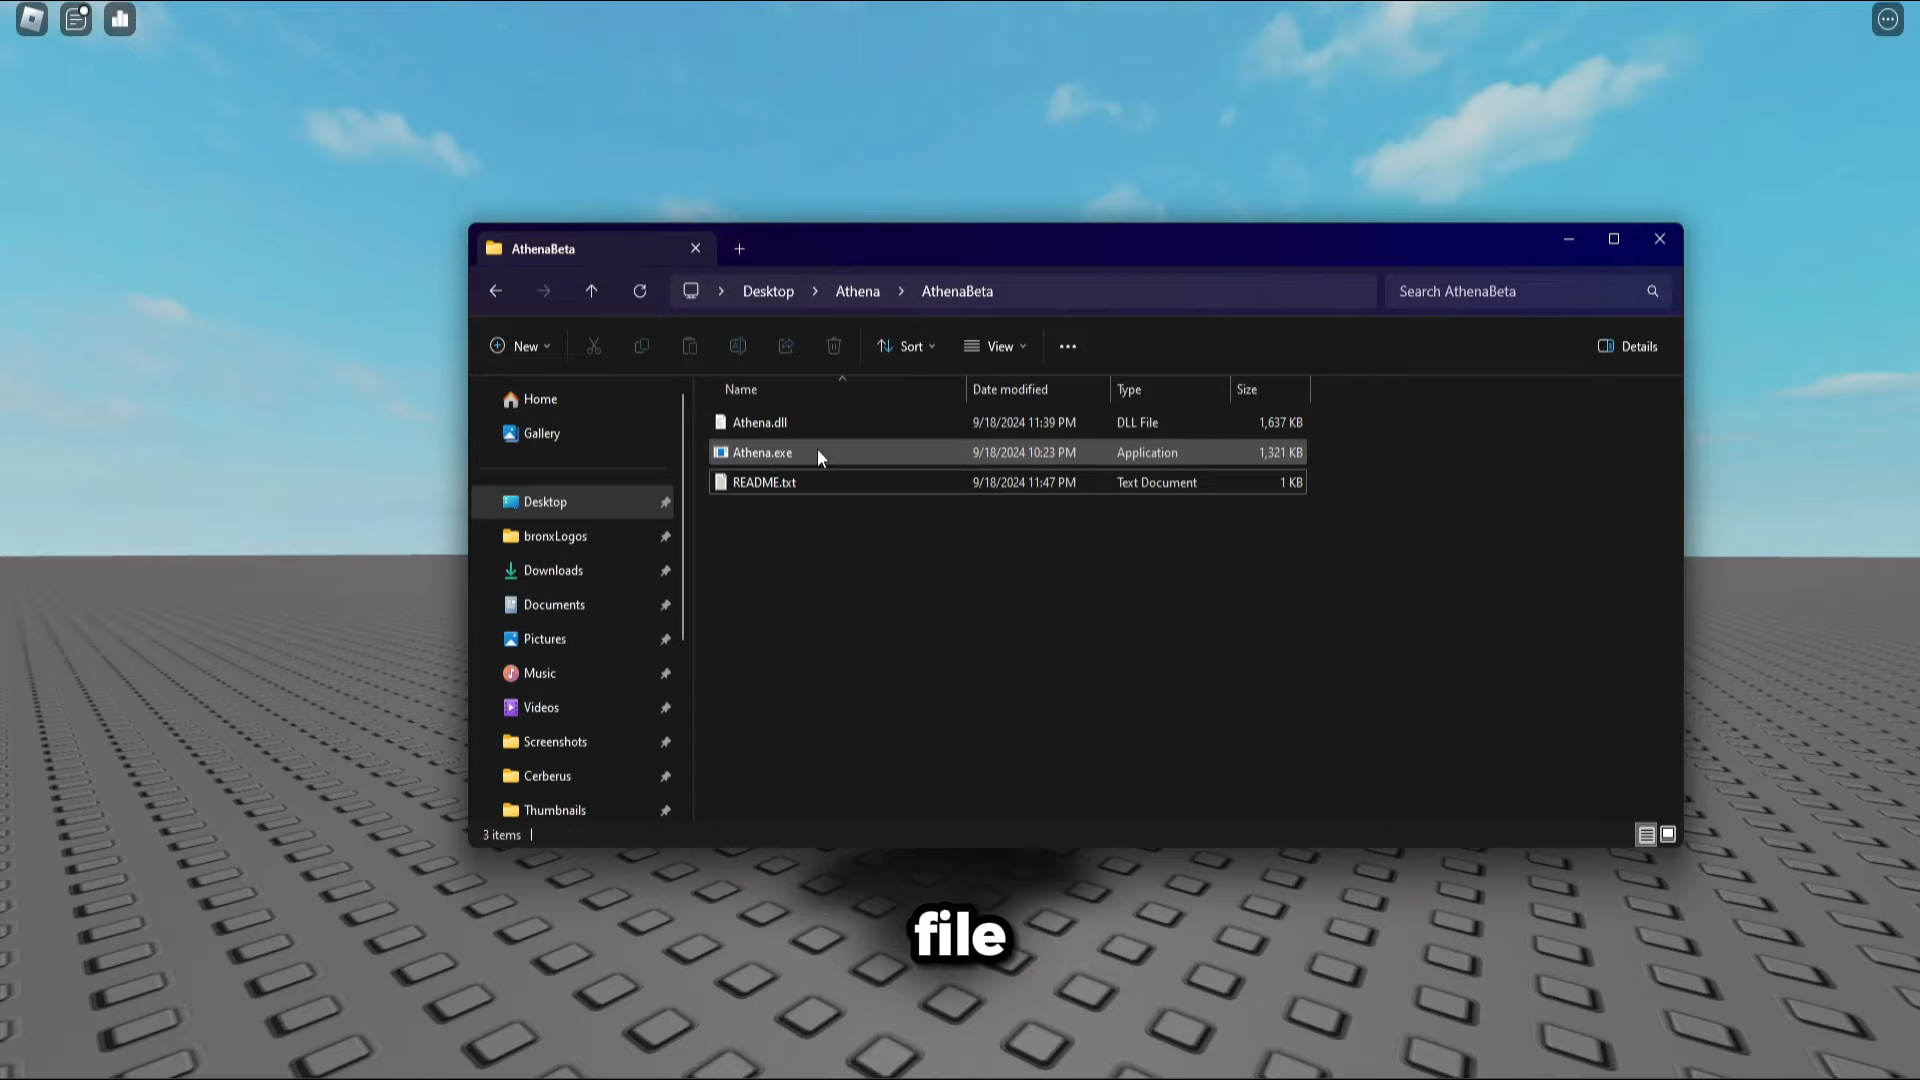 AthenaBeta
Desktop > Athena > AthenaBeta
Search AthenaBeta
New
Sort
View
Details
Name Date modified Type Size
Athena.dll 9/18/2024 11:39 PM DLL File 1,637 KB
Athena.exe 9/18/2024 10:23 PM Application 1,321 KB
README.txt 9/18/2024 11:47 PM Text Document 1 KB
Home
Gallery
Desktop
bronxLogos
Downloads
Documents
Pictures
Music
Videos
Screenshots
Cerberus
Thumbnails
3 items
file